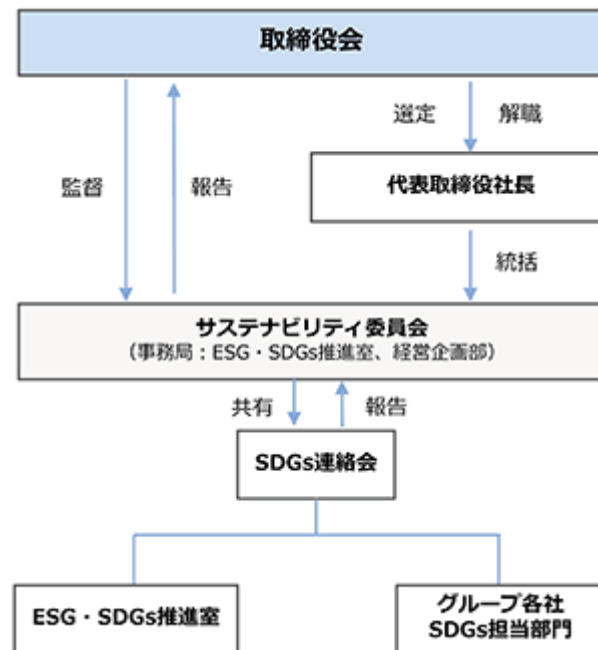 取締役会
選定
解職
監督
報告
代表取締役社長
統括
サステナビリティ委員会
（事務局：ESG・SDGs推進室、経営企画部）
共有
報告
SDGs連絡会
ESG・SDGs推進室
グループ各社
SDGs担当部門